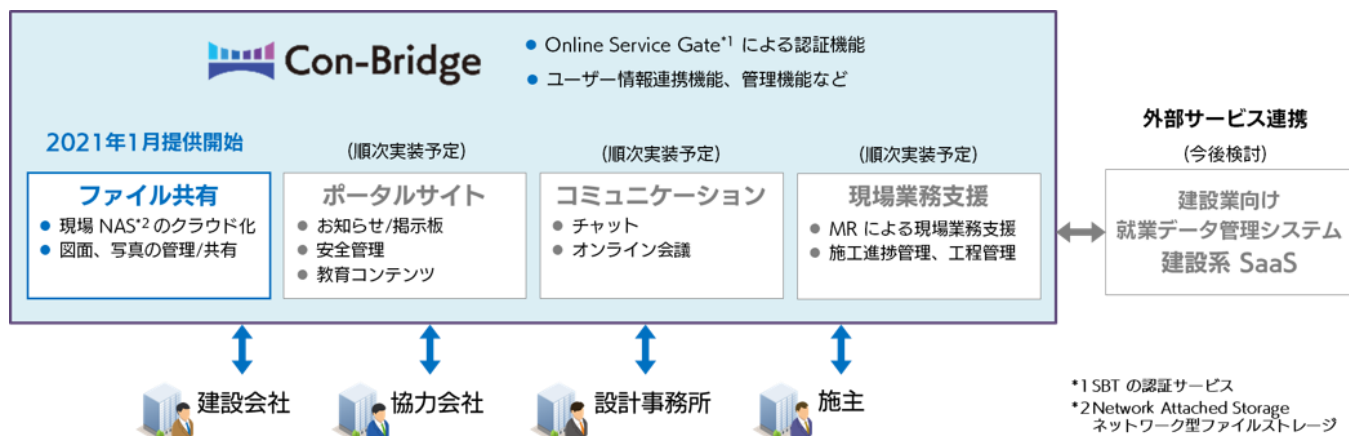 Con-Bridge
● Online Service Gate*1 による認証機能
● ユーザー情報連携機能、管理機能など
2021年1月提供開始
ファイル共有
● 現場 NAS*2 のクラウド化
● 図面、写真の管理/共有
(順次実装予定)
ポータルサイト
● お知らせ/掲示板
● 安全管理
● 教育コンテンツ
(順次実装予定)
コミュニケーション
● チャット
● オンライン会議
(順次実装予定)
現場業務支援
● MR による現場業務支援
● 施工進捗管理、工程管理
外部サービス連携
(今後検討)
建設業向け
就業データ管理システム
建設系 SaaS
建設会社
協力会社
設計事務所
施主
*1 SBT の認証サービス
*2 Network Attached Storage
ネットワーク型ファイルストレージ